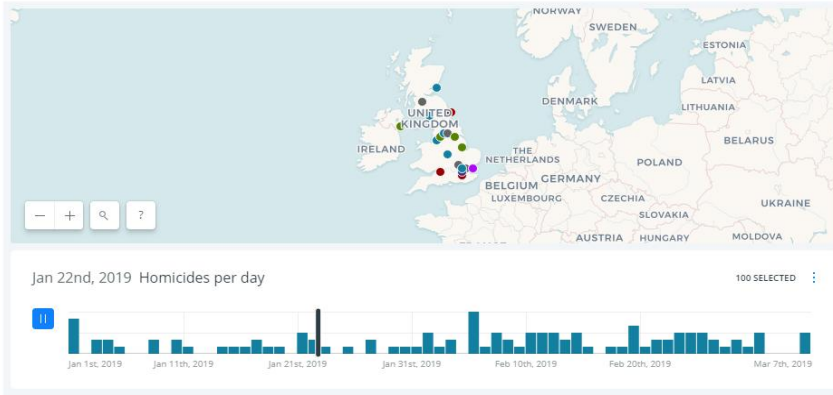 NORWAY
SWEDEN
ESTONIA
LATVIA
DENMARK
LITHUANIA
UNITED
KINGDOM
IRELAND
BELARUS
THE
NETHERLANDS
POLAND
BELGIUM
GERMANY
LUXEMBOURG
CZECHIA
UKRAINE
SLOVAKIA
AUSTRIA
HUNGARY
MOLDOVA
− + ?
Jan 22nd, 2019 Homicides per day
100 SELECTED
Jan 1st, 2019 Jan 11th, 2019 Jan 21st, 2019 Jan 31st, 2019 Feb 10th, 2019 Feb 20th, 2019 Mar 7th, 2019